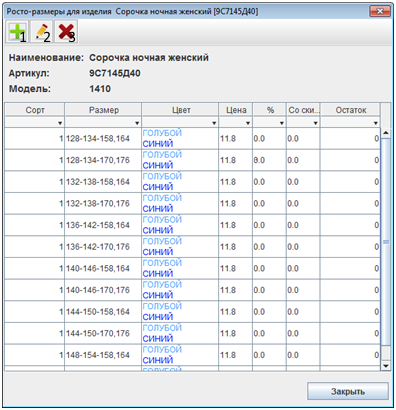 Росто-размеры для изделия Сорочка ночная женский [9С7145Д40]
1 2 3
Наименование: Сорочка ночная женский
Артикул: 9С7145Д40
Модель: 1410
Сорт Размер Цвет Цена % Со ски... Остаток
1 128-134-158,164 ГОЛУБОЙ 11.8 0.0 0.0 0
СИНИЙ
1 128-134-170,176 ГОЛУБОЙ 11.8 0.0 0.0 0
СИНИЙ
1 132-138-158,164 ГОЛУБОЙ 11.8 0.0 0.0 0
СИНИЙ
1 132-138-170,176 ГОЛУБОЙ 11.8 0.0 0.0 0
СИНИЙ
1 136-142-158,164 ГОЛУБОЙ 11.8 0.0 0.0 0
СИНИЙ
1 136-142-170,176 ГОЛУБОЙ 11.8 0.0 0.0 0
СИНИЙ
1 140-146-158,164 ГОЛУБОЙ 11.8 0.0 0.0 0
СИНИЙ
1 140-146-170,176 ГОЛУБОЙ 11.8 0.0 0.0 0
СИНИЙ
1 144-150-158,164 ГОЛУБОЙ 11.8 0.0 0.0 0
СИНИЙ
1 144-150-170,176 ГОЛУБОЙ 11.8 0.0 0.0 0
СИНИЙ
1 148-154-158,164 ГОЛУБОЙ 11.8 0.0 0.0 0
СИНИЙ
Закрыть